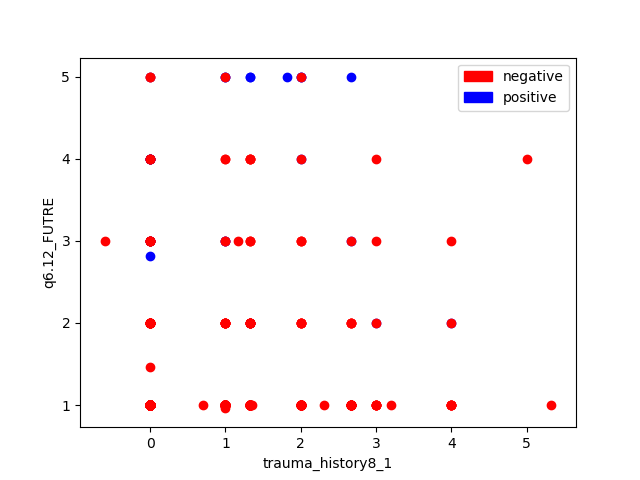 negative
positive
5
4
3
2
1
q6.12_FUTRE
0 1 2 3 4 5
trauma_history8_1